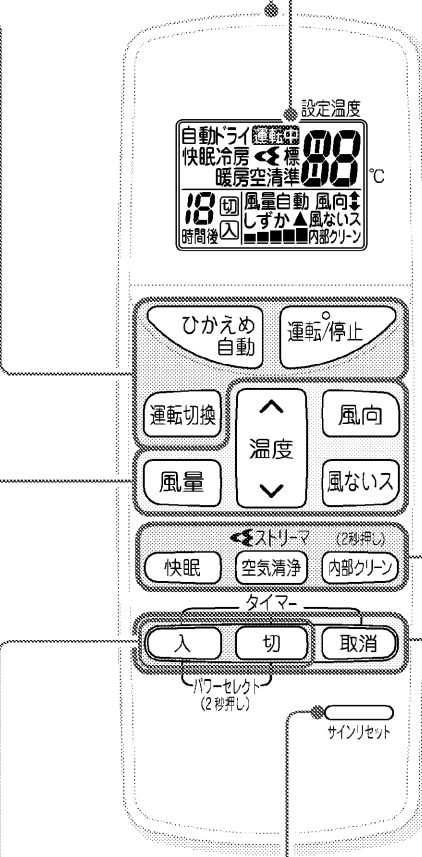 設定温度
自動ドライ 運転中 88
快眠冷房 標 ℃
暖房空清準
18 切 風量自動 風向
しずか▲風ないス
時間後 入 内部クリーン
ひかえめ
自動
運転/停止
運転切換
温度
風向
風量
風ないス
ストリーマ (2秒押し)
快眠 空気清浄 内部クリーン
タイマー
入 切 取消
パワーセレクト
(2秒押し)
サインリセット